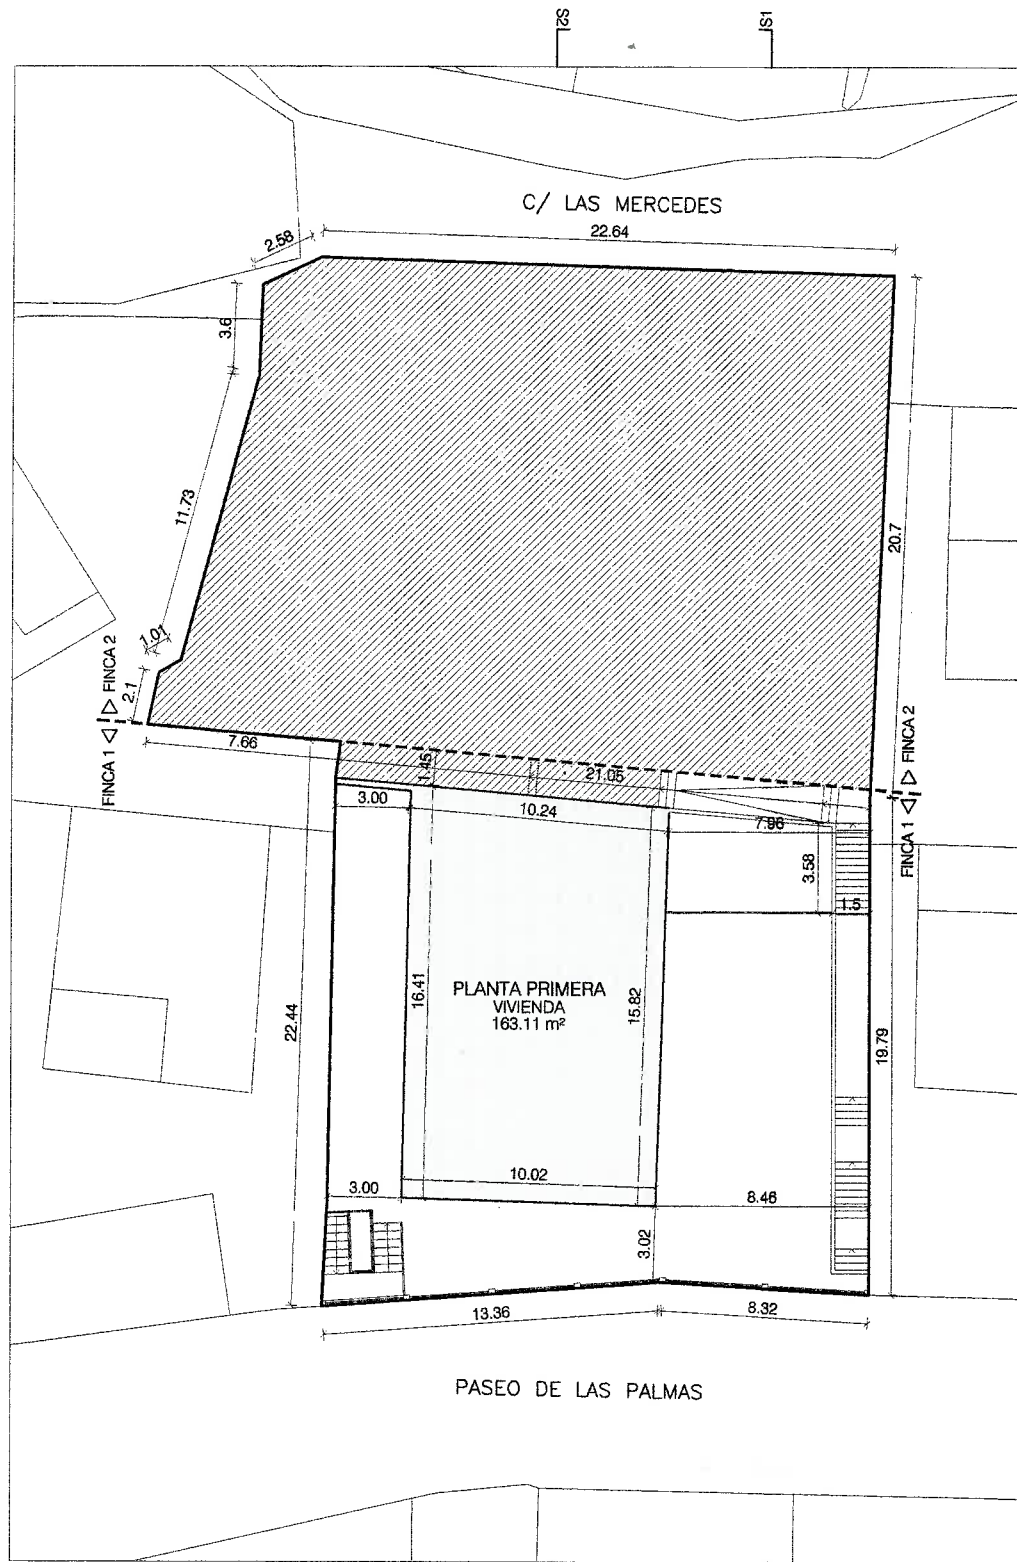 S2
S1
C/ LAS MERCEDES
22.64
2.58
3.6
11.73
20.7
1.01
2.1
FINCA 1 ◁ ▷ FINCA 2
7.66
1.45
21.05
FINCA 1 ◁ ▷ FINCA 2
3.00
10.24
7.96
3.58
1.5
16.41
PLANTA PRIMERA
VIVIENDA
163.11 m²
15.82
22.44
19.79
10.02
3.00
8.46
3.02
13.36
8.32
PASEO DE LAS PALMAS